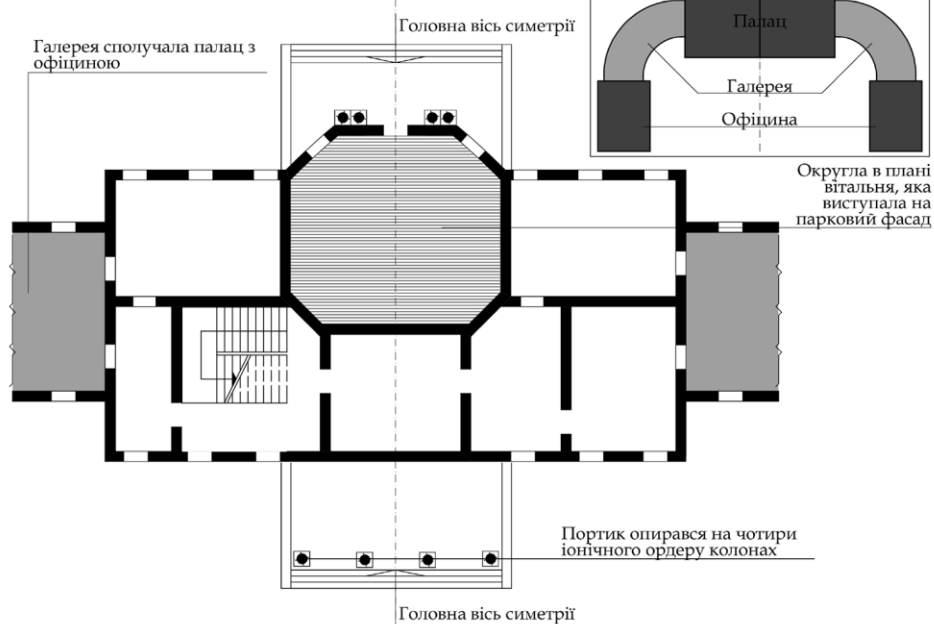 Головна вісь симетрії
Галерея сполучала палац з
офіциною
Палац
Галерея
Офіцина
Округла в плані
вітальня, яка
виступала на
парковий фасад
Портик опирався на чотири
іонічного ордеру колонах
Головна вісь симетрії